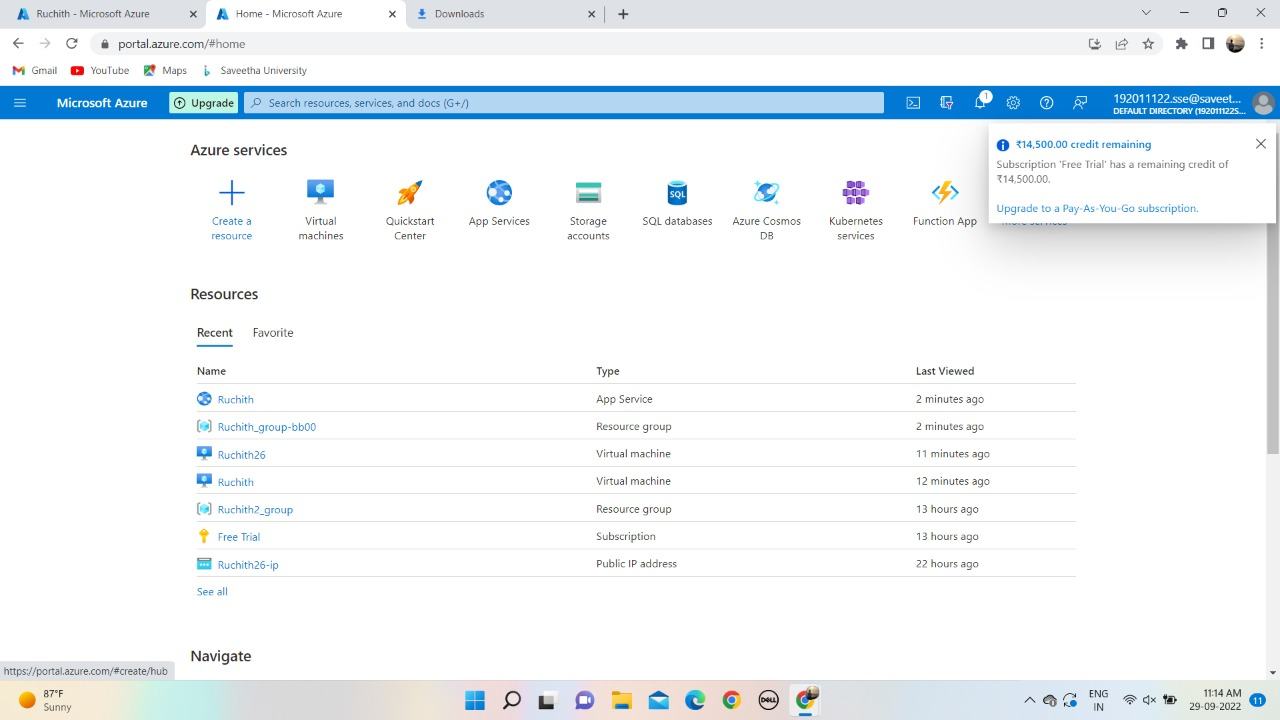 Ruchith - Microsoft Azure
Home - Microsoft Azure
Downloads
portal.azure.com/#home
Gmail
YouTube
Maps
Saveetha University
Microsoft Azure
Upgrade
Search resources, services, and docs (G+/)
1
192011122.sse@saveet...
DEFAULT DIRECTORY (192011122S...
₹14,500.00 credit remaining
Subscription 'Free Trial' has a remaining credit of
₹14,500.00.
Upgrade to a Pay-As-You-Go subscription.
Azure services
Create a
resource
Virtual
machines
Quickstart
Center
App Services
Storage
accounts
SQL
SQL databases
Azure Cosmos
DB
Kubernetes
services
Function App
More services
Resources
Recent
Favorite
Name
Type
Last Viewed
Ruchith
App Service
2 minutes ago
Ruchith_group-bb00
Resource group
2 minutes ago
Ruchith26
Virtual machine
11 minutes ago
Ruchith
Virtual machine
12 minutes ago
Ruchith2_group
Resource group
13 hours ago
Free Trial
Subscription
13 hours ago
Ruchith26-ip
Public IP address
22 hours ago
See all
Navigate
https://portal.azure.com/#create/hub
87°F
Sunny
DELL
ENG
IN
11:14 AM
29-09-2022
11